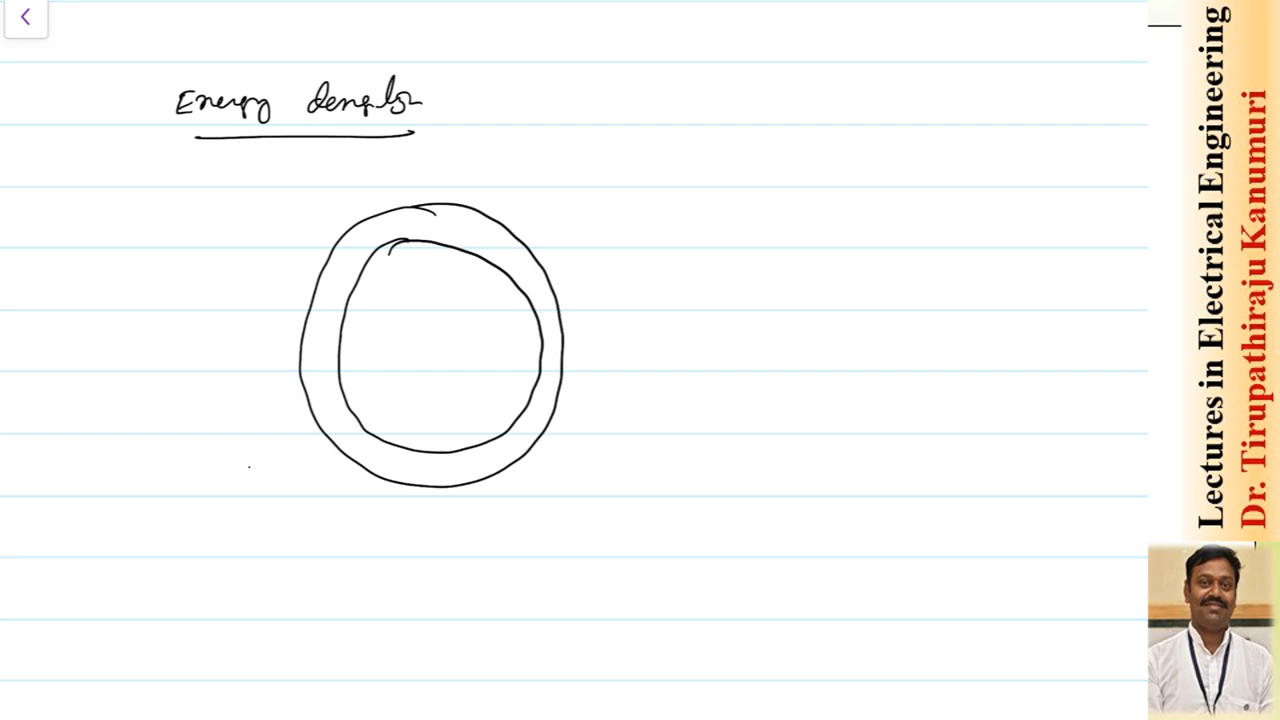 Energy density
Lectures in Electrical Engineering
Dr. Tirupathiraju Kanumuri